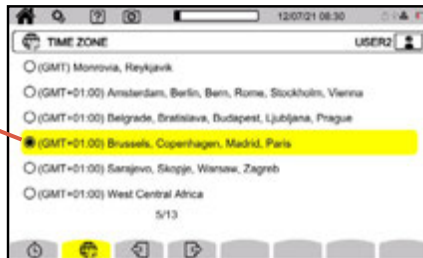 12/07/21 08:30
TIME ZONE
USER2
(GMT) Monrovia, Reykjavik
(GMT+01:00) Amsterdam, Berlin, Bern, Rome, Stockholm, Vienna
(GMT+01:00) Belgrade, Bratislava, Budapest, Ljubljana, Prague
(GMT+01:00) Brussels, Copenhagen, Madrid, Paris
(GMT+01:00) Sarajevo, Skopje, Warsaw, Zagreb
(GMT+01:00) West Central Africa
5/13